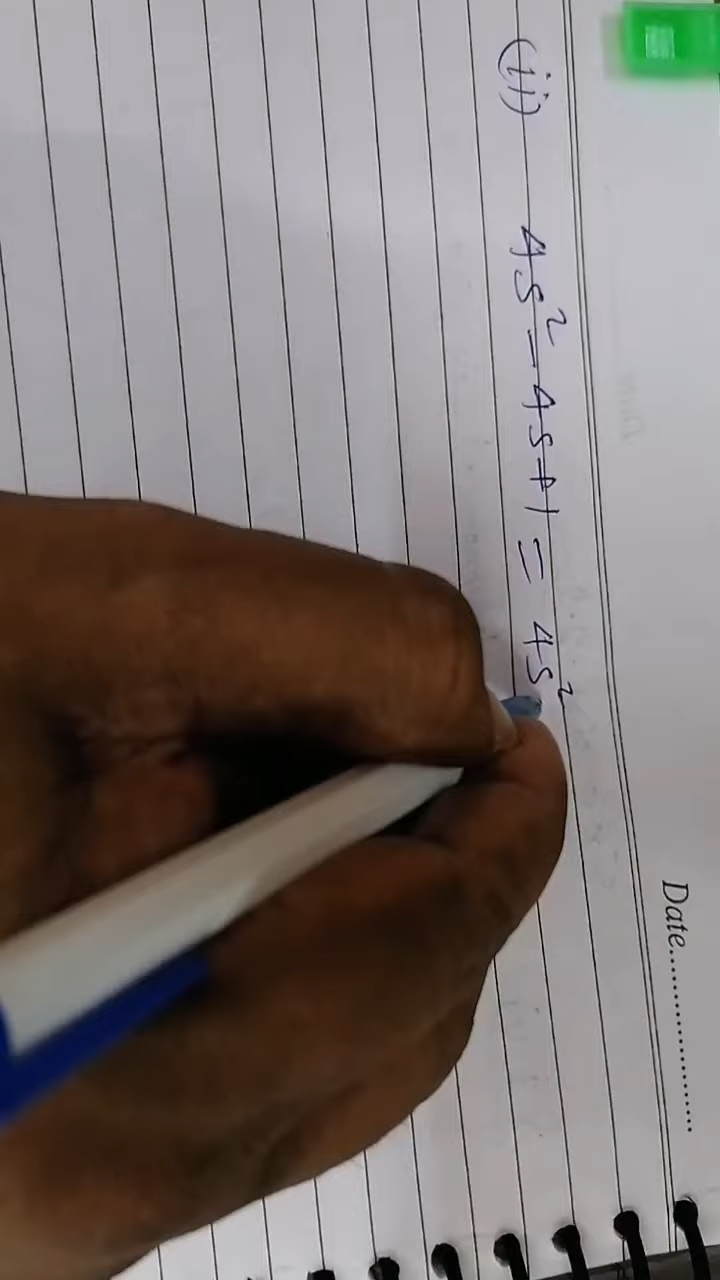 Date....................
(ii) 4s² - 4s + 1 = 4s²